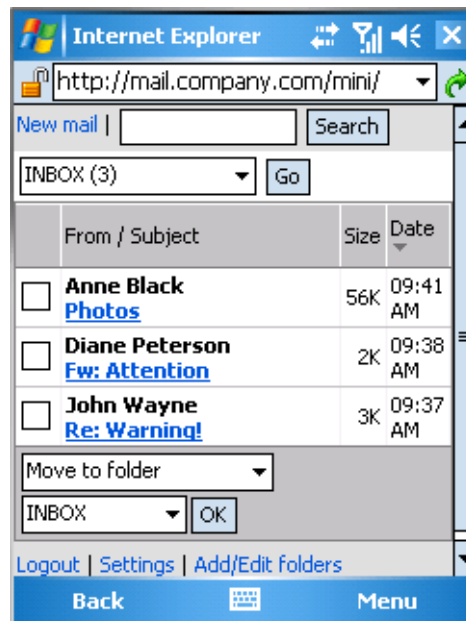 Internet Explorer
http://mail.company.com/mini/
New mail | Search
INBOX (3) Go
From / Subject Size Date
Anne Black 56K 09:41 AM
Photos
Diane Peterson 2K 09:38 AM
Fw: Attention
John Wayne 3K 09:37 AM
Re: Warning!
Move to folder
INBOX OK
Logout | Settings | Add/Edit folders
Back Menu